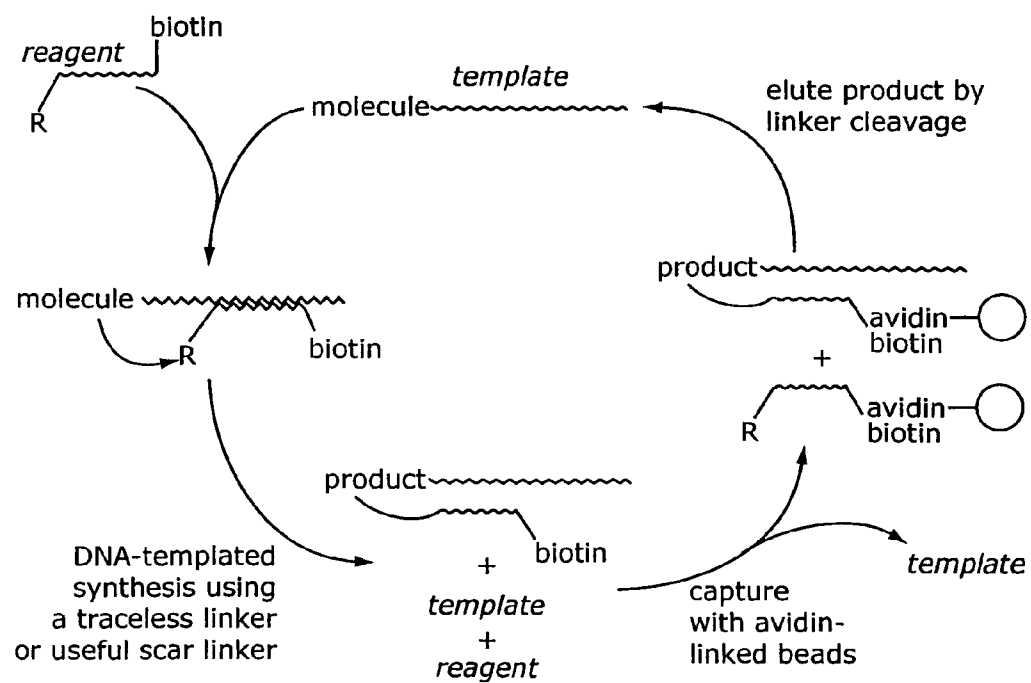 biotin
reagent
R
template
molecule
elute product by
linker cleavage
molecule
R
biotin
product
avidin
biotin
+
R
avidin
biotin
product
biotin
+
template
+
reagent
DNA-templated
synthesis using
a traceless linker
or useful scar linker
capture
with avidin-
linked beads
template